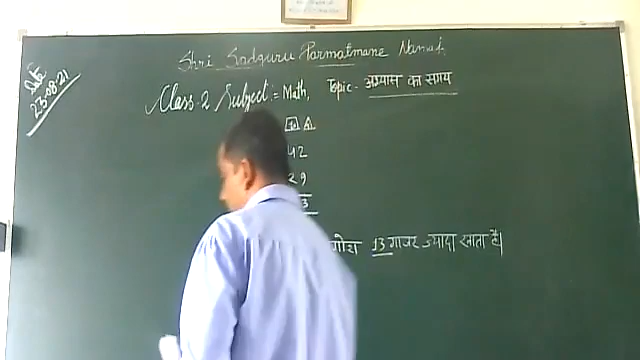 Shri Sadguru Parmatmane Namah
Date
23.08.21
Class-2 Subject:- Math, Topic- अभ्यास का समय
42
29
3
गोरा 13 गाजर ज्यादा खाता है|